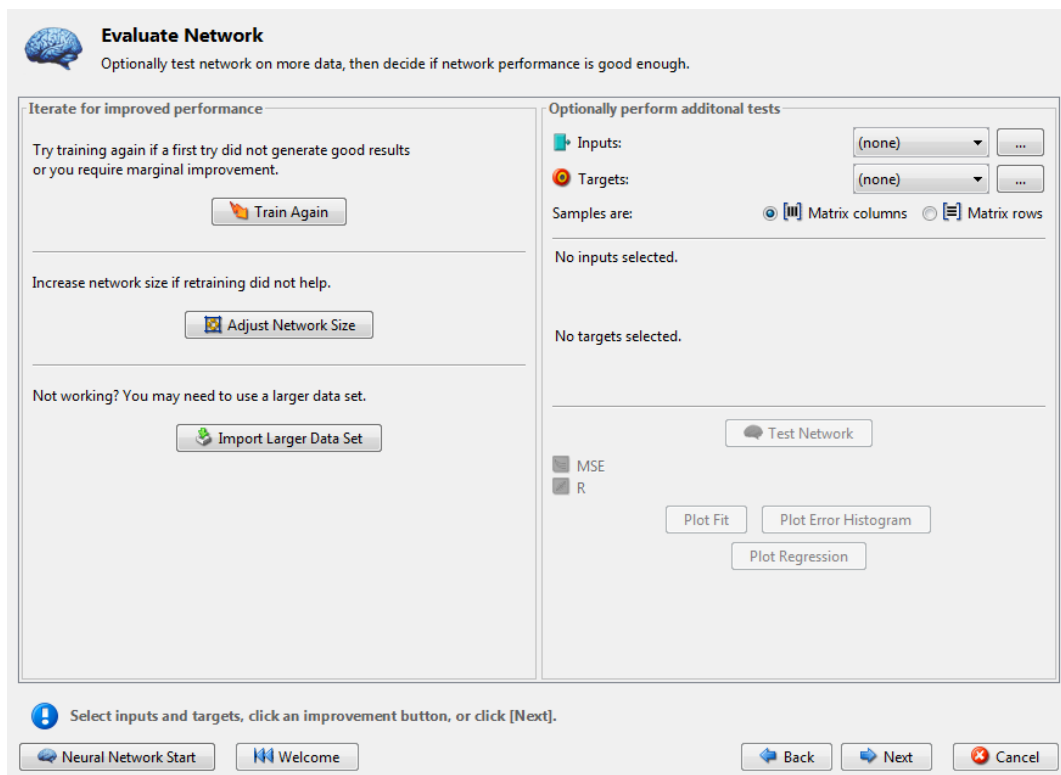 Evaluate Network
Optionally test network on more data, then decide if network performance is good enough.
Iterate for improved performance
Try training again if a first try did not generate good results
or you require marginal improvement.
Train Again
Increase network size if retraining did not help.
Adjust Network Size
Not working? You may need to use a larger data set.
Import Larger Data Set
Optionally perform additonal tests
Inputs: (none) ...
Targets: (none) ...
Samples are: Matrix columns Matrix rows
No inputs selected.
No targets selected.
Test Network
MSE
R
Plot Fit Plot Error Histogram
Plot Regression
Select inputs and targets, click an improvement button, or click [Next].
Neural Network Start Welcome Back Next Cancel